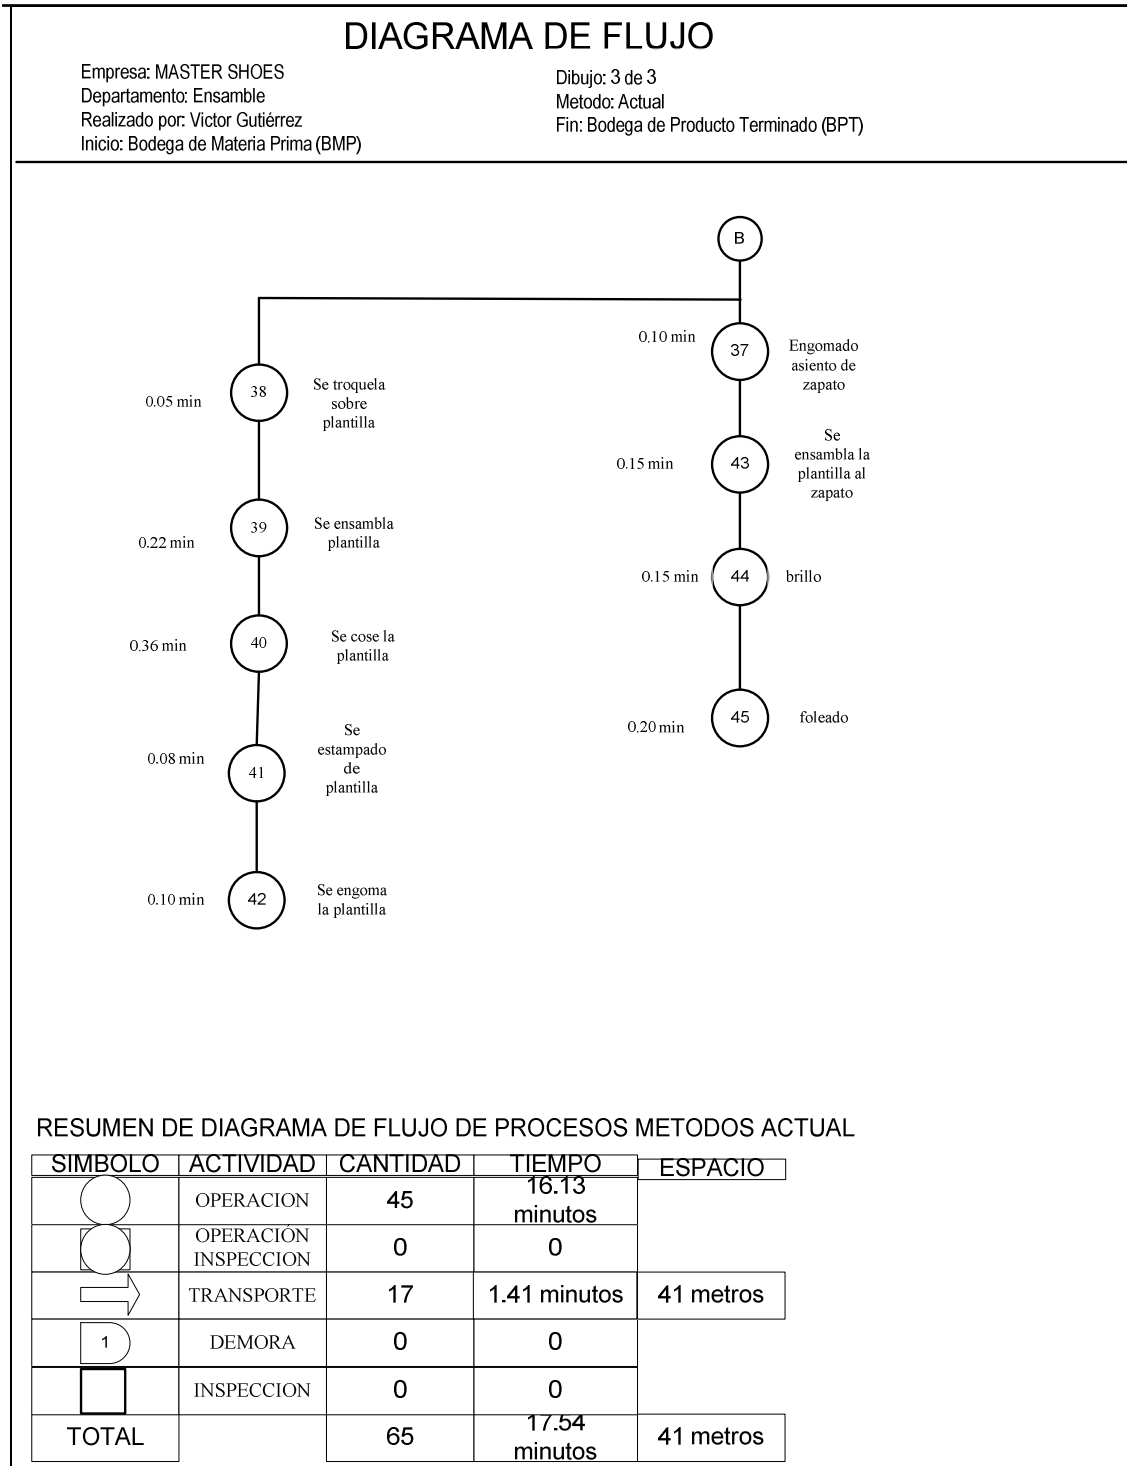 DIAGRAMA DE FLUJO
Empresa: MASTER SHOES
Departamento: Ensamble
Realizado por: Victor Gutiérrez
Inicio: Bodega de Materia Prima (BMP)
Dibujo: 3 de 3
Metodo: Actual
Fin: Bodega de Producto Terminado (BPT)
B
0.10 min
37
Engomado
asiento de
zapato
0.05 min
38
Se troquela
sobre
plantilla
0.15 min
43
Se
ensambla la
plantilla al
zapato
0.22 min
39
Se ensambla
plantilla
0.15 min
44
brillo
0.36 min
40
Se cose la
plantilla
0.20 min
45
foleado
0.08 min
41
Se
estampado
de
plantilla
0.10 min
42
Se engoma
la plantilla
RESUMEN DE DIAGRAMA DE FLUJO DE PROCESOS METODOS ACTUAL
SIMBOLO ACTIVIDAD CANTIDAD TIEMPO ESPACIO
OPERACION 45 16.13
minutos
OPERACIÓN
INSPECCION 0 0
TRANSPORTE 17 1.41 minutos 41 metros
1 DEMORA 0 0
INSPECCION 0 0
TOTAL 65 17.54
minutos 41 metros